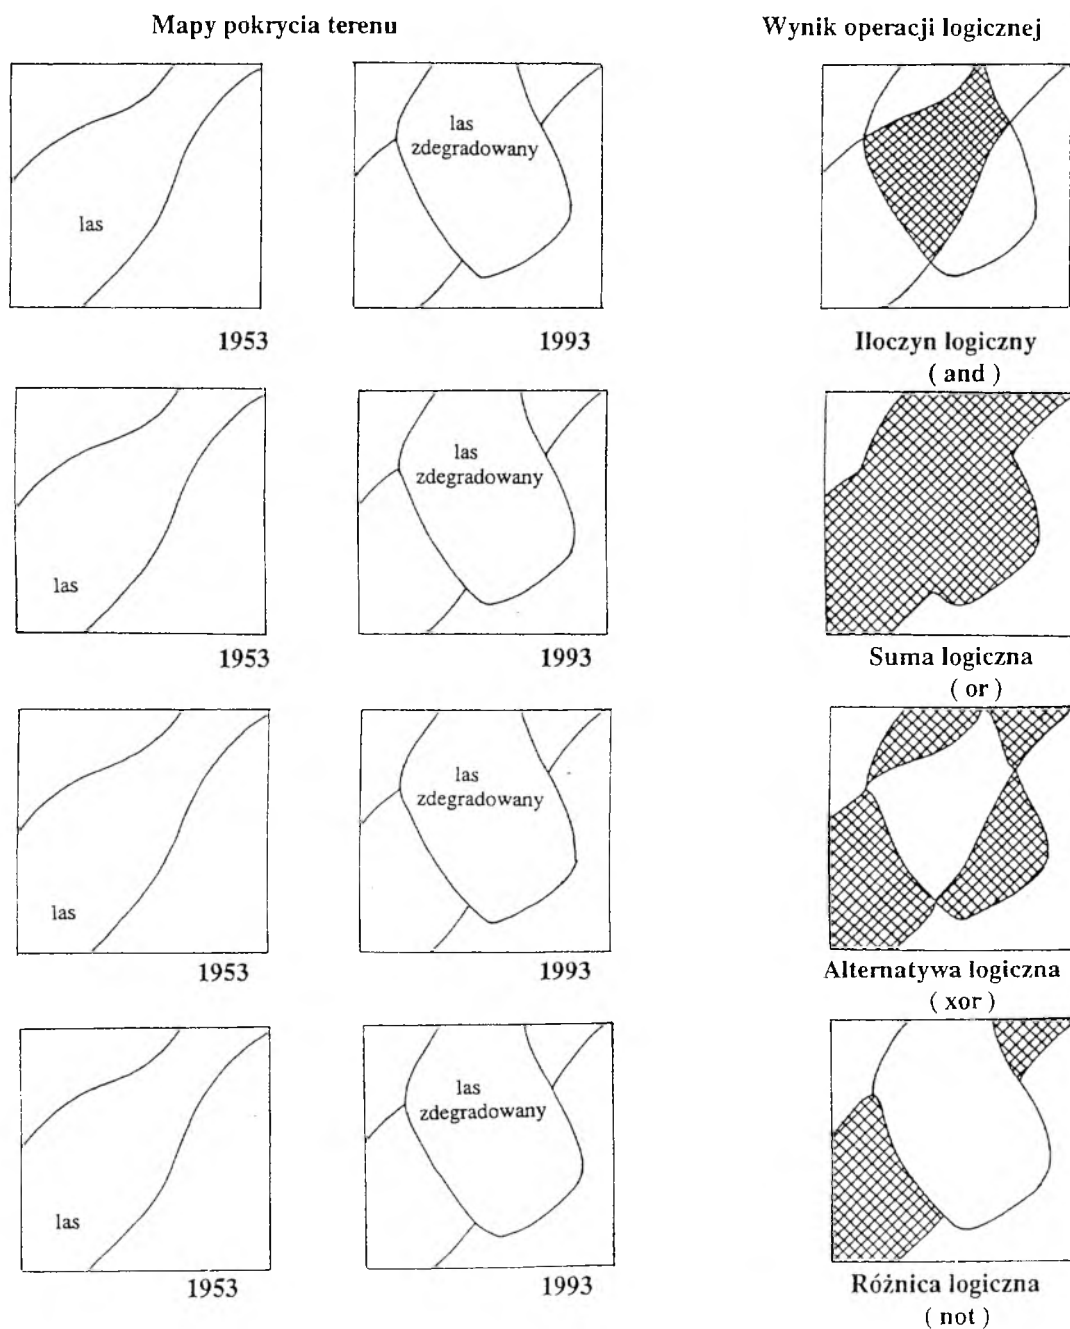 Mapy pokrycia terenu
Wynik operacji logicznej
las
las
zdegradowany
1953
1993
Iloczyn logiczny
( and )
las
las
zdegradowany
1953
1993
Suma logiczna
( or )
las
las
zdegradowany
1953
1993
Alternatywa logiczna
( xor )
las
las
zdegradowany
1953
1993
Różnica logiczna
( not )